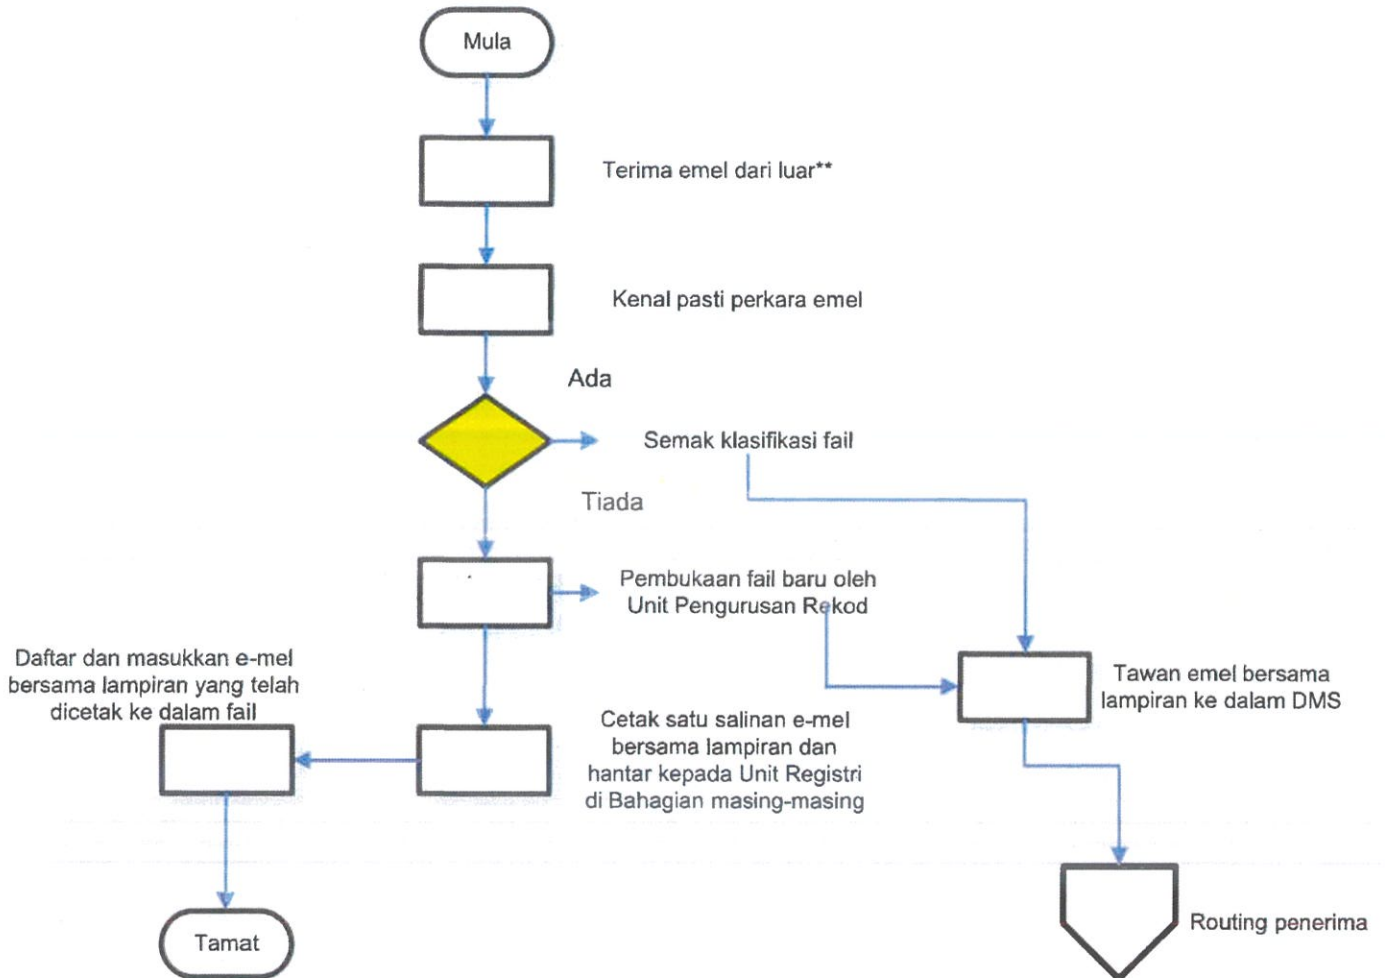 Mula
Terima emel dari luar**
Kenal pasti perkara emel
Ada
Semak klasifikasi fail
Tiada
Pembukaan fail baru oleh
Unit Pengurusan Rekod
Daftar dan masukkan e-mel
bersama lampiran yang telah
dicetak ke dalam fail
Tawan emel bersama
lampiran ke dalam DMS
Cetak satu salinan e-mel
bersama lampiran dan
hantar kepada Unit Registri
di Bahagian masing-masing
Tamat
Routing penerima